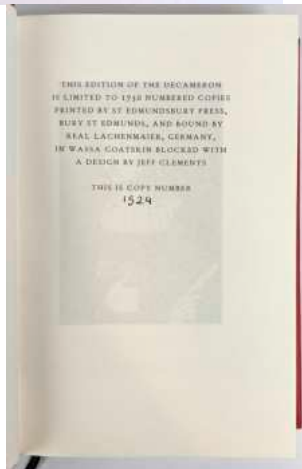 THIS EDITION OF THE DECAMERON
IS LIMITED TO 1750 NUMBERED COPIES
PRINTED BY ST EDMUNDSBURY PRESS,
BURY ST EDMUNDS, AND BOUND BY
REAL LACHENMAIER, GERMANY,
IN WASSA GOATSKIN BLOCKED WITH
A DESIGN BY JEFF CLEMENTS
THIS IS COPY NUMBER
1524